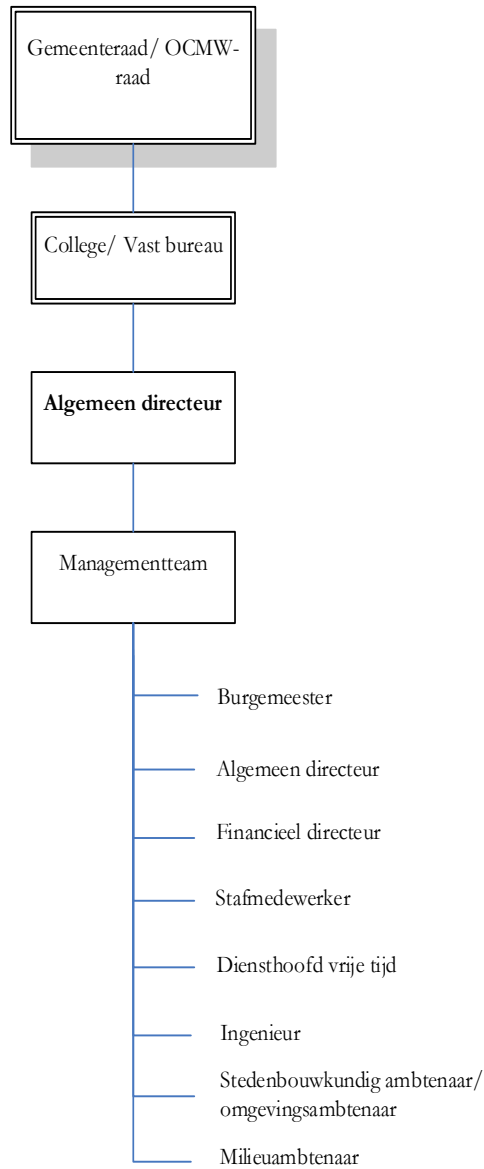 Gemeenteraad/ OCMW-
raad
College/ Vast bureau
Algemeen directeur
Managementteam
Burgemeester
Algemeen directeur
Financieel directeur
Stafmedewerker
Diensthoofd vrije tijd
Ingenieur
Stedenbouwkundig ambtenaar/
omgevingsambtenaar
Milieuambtenaar